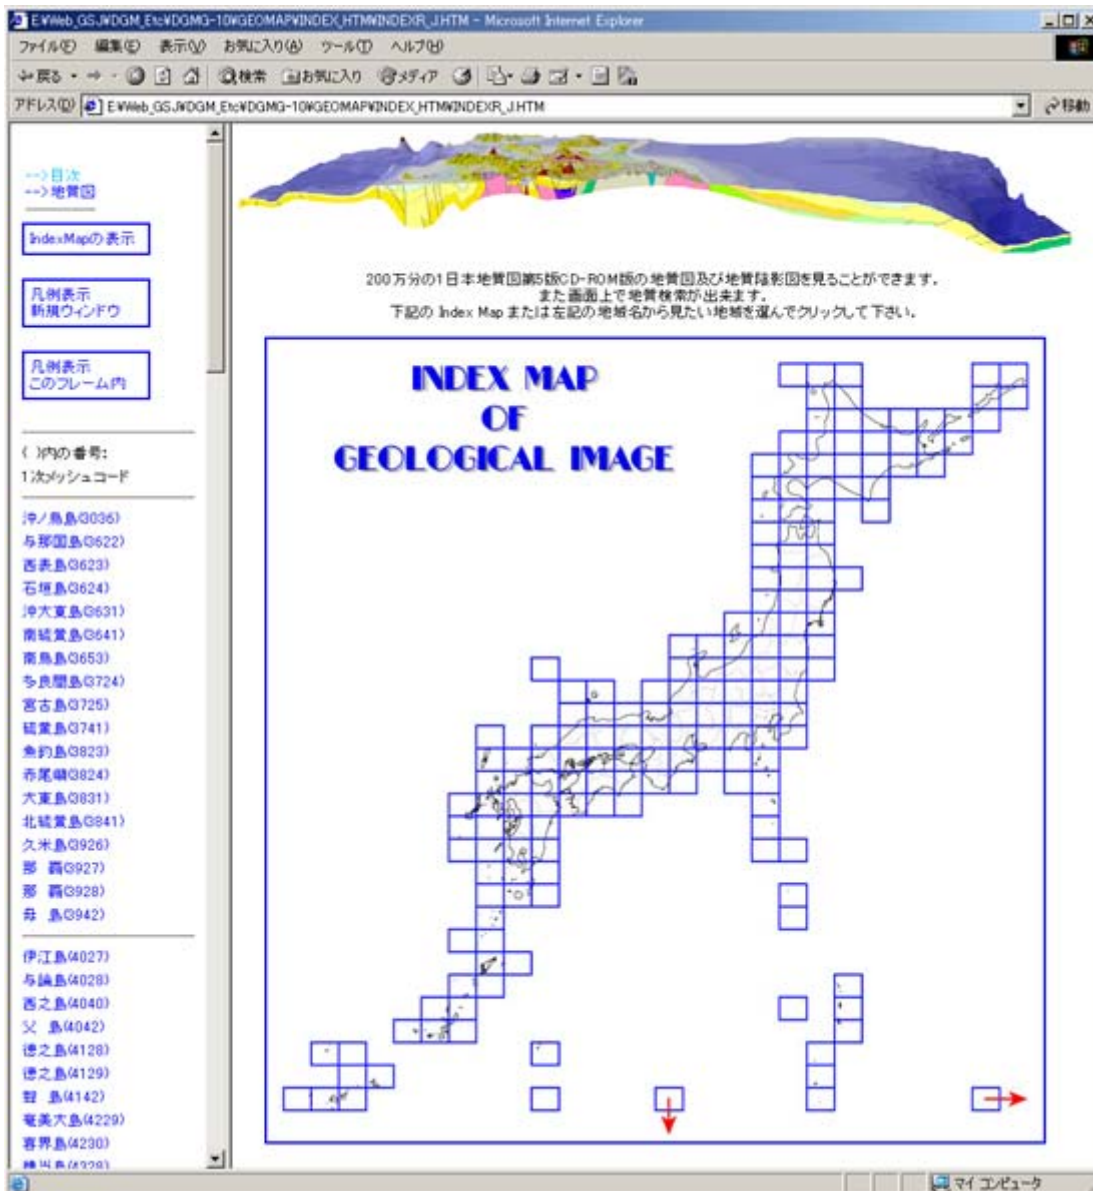 E:¥Web_GSJ¥DGM_Etc¥DGMG-10¥GEOMAP¥INDEX_HTM¥INDEXR_J.HTM - Microsoft Internet Explorer
ファイル(F) 編集(E) 表示(V) お気に入り(A) ツール(T) ヘルプ(H)
戻る 検索 お気に入り メディア
アドレス(D) E:¥Web_GSJ¥DGM_Etc¥DGMG-10¥GEOMAP¥INDEX_HTM¥INDEXR_J.HTM 移動
-->目次
-->地質図
IndexMapの表示
凡例表示
新規ウィンドウ
凡例表示
このフレーム内
( )内の番号:
1次メッシュコード
沖ノ鳥島(3036)
与那国島(3622)
西表島(3623)
石垣島(3624)
沖大東島(3631)
南硫黄島(3641)
南鳥島(3653)
多良間島(3724)
宮古島(3725)
硫黄島(3741)
魚釣島(3823)
赤尾嶼(3824)
大東島(3831)
北硫黄島(3841)
久米島(3926)
那 覇(3927)
那 覇(3928)
母 島(3942)
伊江島(4027)
与論島(4028)
西之島(4040)
父 島(4042)
徳之島(4128)
徳之島(4129)
聟 島(4142)
奄美大島(4229)
喜界島(4230)
横当島(4328)
200万分の1日本地質図第5版CD-ROM版の地質図及び地質陰影図を見ることができます。
また画面上で地質検索が出来ます。
下記の Index Map または左記の地域名から見たい地域を選んでクリックして下さい。
INDEX MAP
OF
GEOLOGICAL IMAGE
マイ コンピュータ